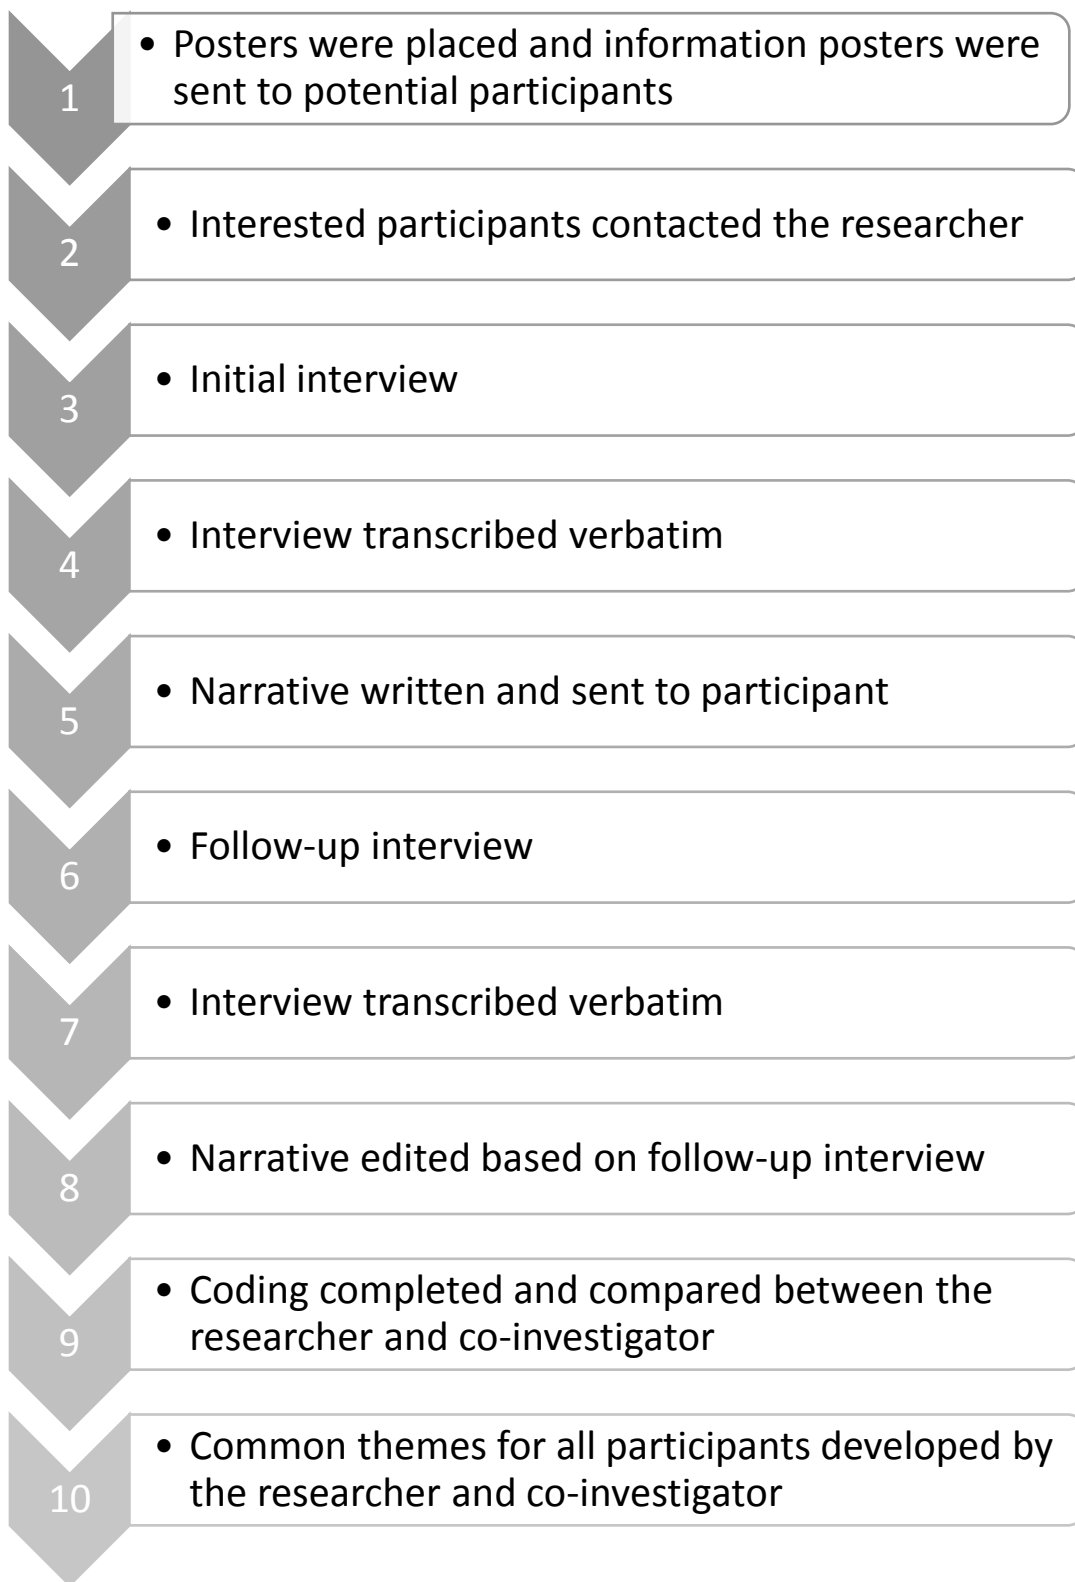 1
• Posters were placed and information posters were
sent to potential participants
2
• Interested participants contacted the researcher
3
• Initial interview
4
• Interview transcribed verbatim
5
• Narrative written and sent to participant
6
• Follow-up interview
7
• Interview transcribed verbatim
8
• Narrative edited based on follow-up interview
9
• Coding completed and compared between the
researcher and co-investigator
10
• Common themes for all participants developed by
the researcher and co-investigator